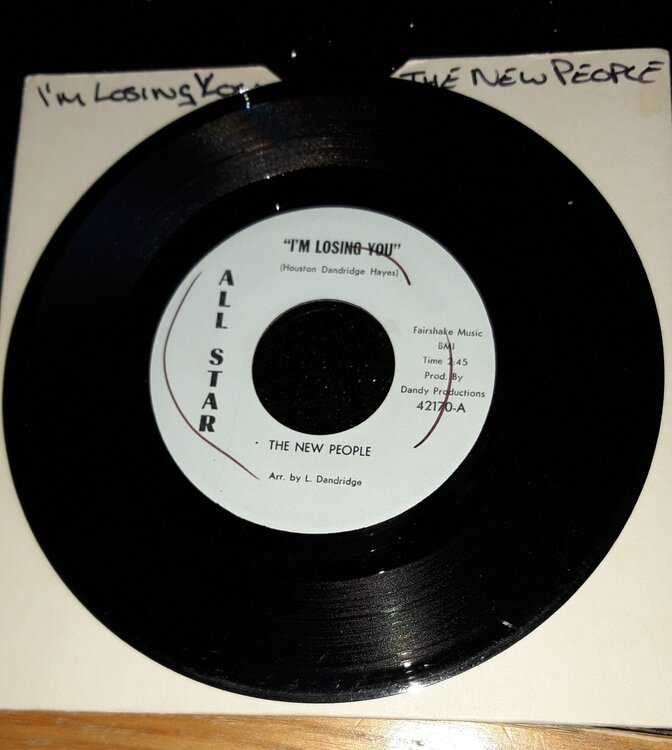 I'm Losing You
THE NEW PEOPLE
"I'M LOSING YOU"
(Houston Dandridge Hayes)
ALL STAR
Fairshake Music
BMI
Time 2:45
Prod. By
Dandy Productions
42170-A
THE NEW PEOPLE
Arr. by L. Dandridge